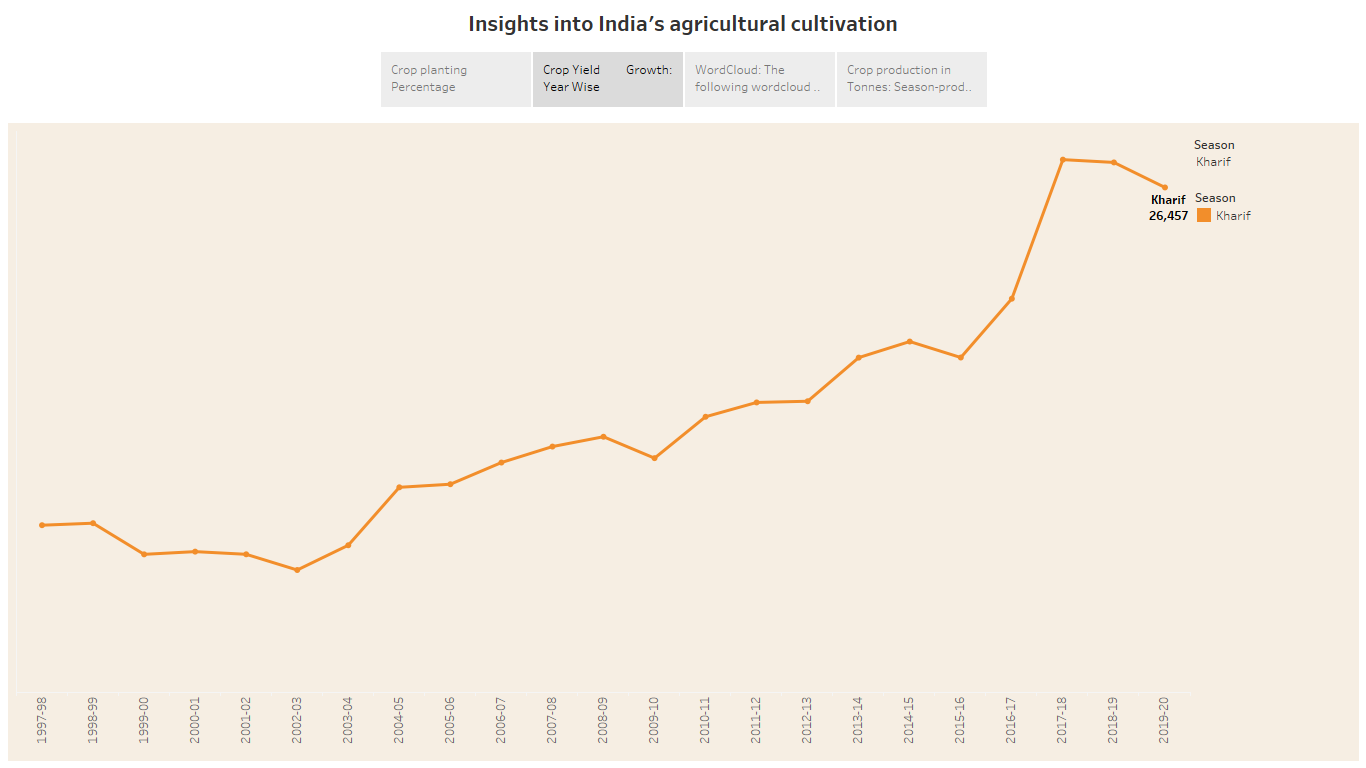 Insights into India’s agricultural cultivation
Crop planting
Percentage
Crop Yield Growth:
Year Wise
WordCloud: The
following wordcloud ..
Crop production in
Tonnes: Season-prod..
Season
Kharif
Kharif
26,457
Season
Kharif
1997-98
1998-99
1999-00
2000-01
2001-02
2002-03
2003-04
2004-05
2005-06
2006-07
2007-08
2008-09
2009-10
2010-11
2011-12
2012-13
2013-14
2014-15
2015-16
2016-17
2017-18
2018-19
2019-20